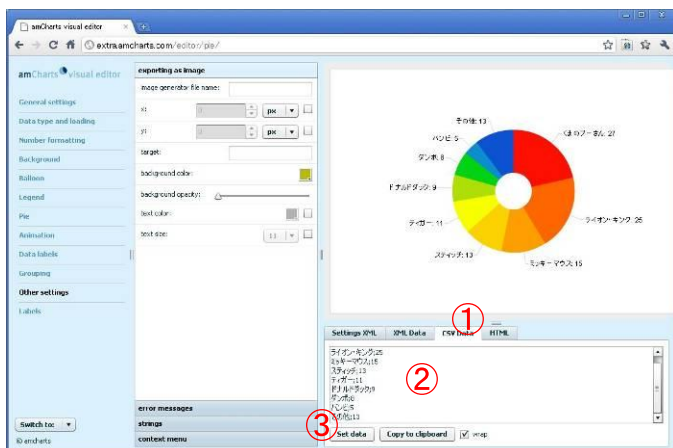 amCharts visual editor
extra.amcharts.com/editor/pie/
amCharts visual editor
General settings
Data type and loading
Number formatting
Background
Balloon
Legend
Pie
Animation
Data labels
Grouping
Other settings
Labels
Switch to:
© amcharts
exporting as image
image generator file name:
x:
px
y:
px
target:
background color:
background opacity:
text color:
text size:
error messages
strings
context menu
その他: 13
バンビ: 5
ダンボ: 8
ドナルドダック: 9
ティガー: 11
スティッチ: 13
くまのプーさん: 27
ライオン・キング: 25
ミッキーマウス: 15
①
Settings XML
XML Data
CSV Data
HTML
ライオン・キング;25
ミッキーマウス;15
スティッチ;13
ティガー;11
ドナルドダック;9
ダンボ;8
バンビ;5
その他;13
②
③
Set data
Copy to clipboard
wrap